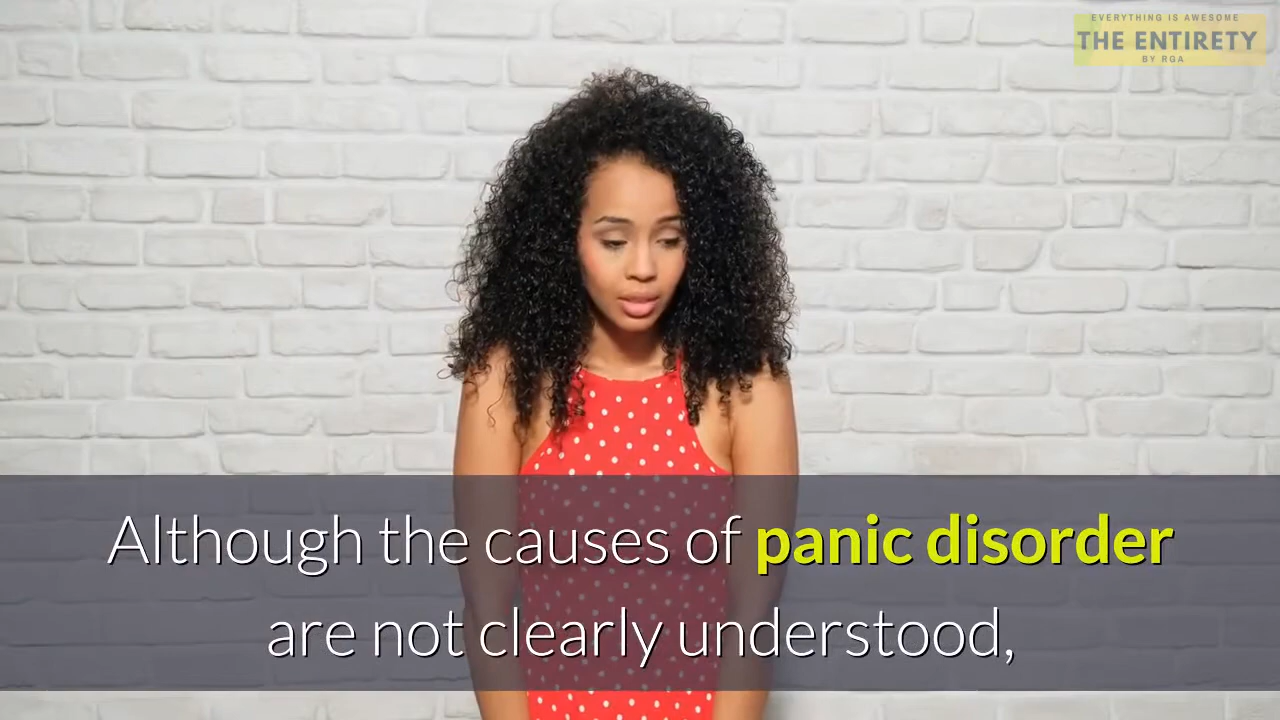 EVERYTHING IS AWESOME
THE ENTIRETY
BY RGA
Although the causes of panic disorder
are not clearly understood,